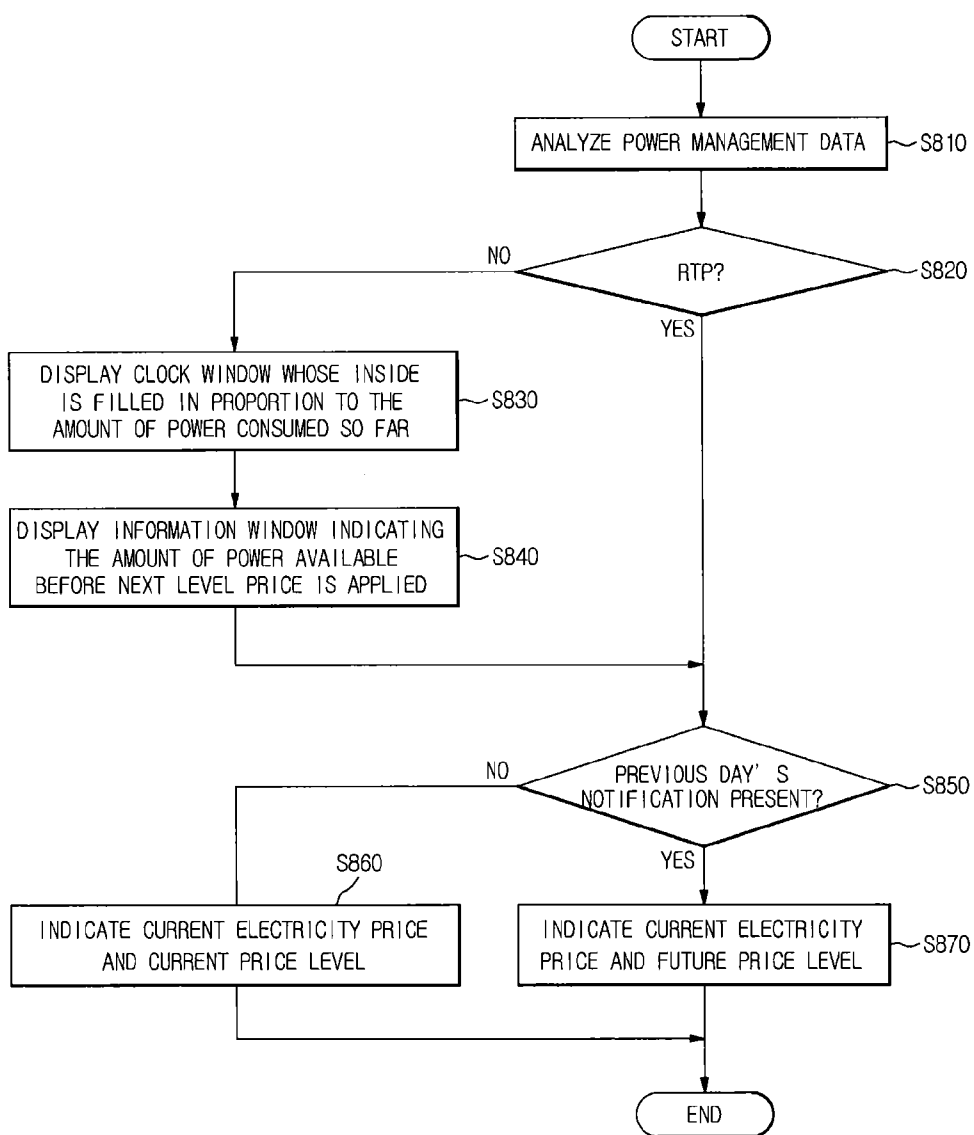 START
ANALYZE POWER MANAGEMENT DATA
S810
NO
RTP?
S820
YES
DISPLAY CLOCK WINDOW WHOSE INSIDE
IS FILLED IN PROPORTION TO THE
AMOUNT OF POWER CONSUMED SO FAR
S830
DISPLAY INFORMATION WINDOW INDICATING
THE AMOUNT OF POWER AVAILABLE
BEFORE NEXT LEVEL PRICE IS APPLIED
S840
NO
PREVIOUS DAY'S
NOTIFICATION PRESENT?
S850
YES
S860
INDICATE CURRENT ELECTRICITY PRICE
AND CURRENT PRICE LEVEL
INDICATE CURRENT ELECTRICITY
PRICE AND FUTURE PRICE LEVEL
S870
END